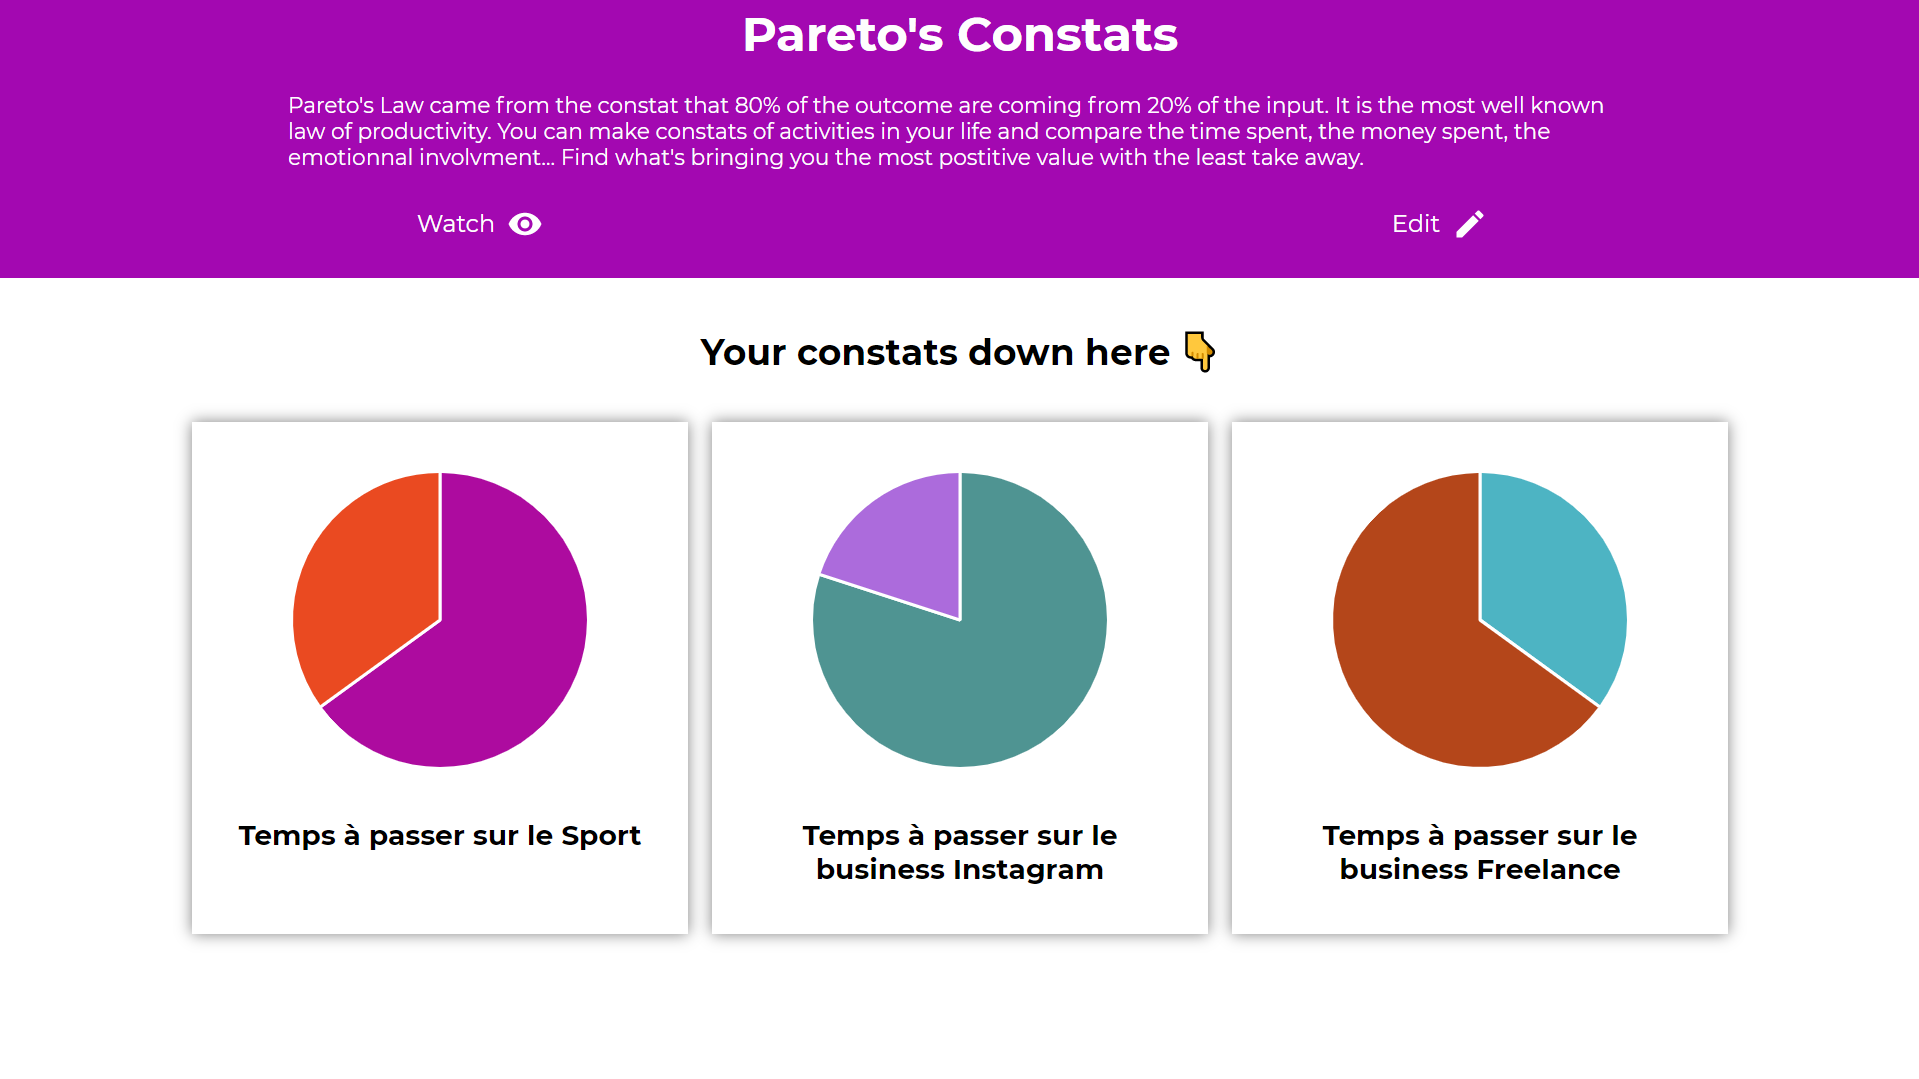 Pareto's Constats
Pareto's Law came from the constat that 80% of the outcome are coming from 20% of the input. It is the most well known
law of productivity. You can make constats of activities in your life and compare the time spent, the money spent, the
emotionnal involvment... Find what's bringing you the most postitive value with the least take away.
Watch
Edit
Your constats down here 👇
Temps à passer sur le Sport
Temps à passer sur le
business Instagram
Temps à passer sur le
business Freelance